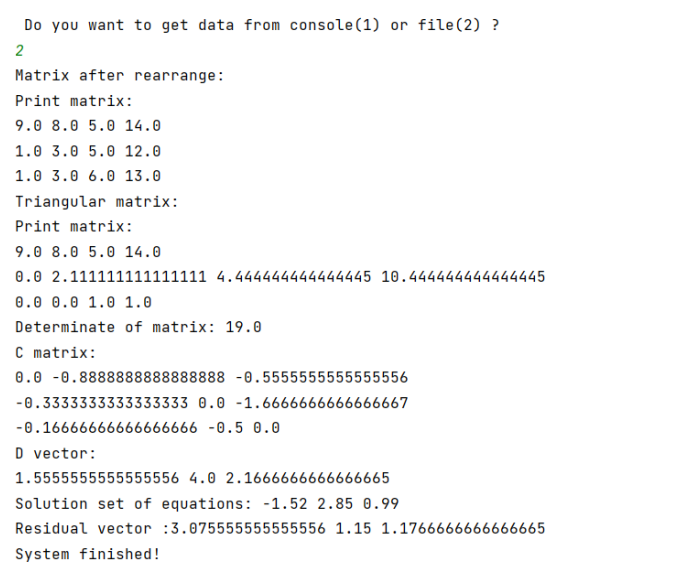 Do you want to get data from console(1) or file(2) ?
2
Matrix after rearrange:
Print matrix:
9.0 8.0 5.0 14.0
1.0 3.0 5.0 12.0
1.0 3.0 6.0 13.0
Triangular matrix:
Print matrix:
9.0 8.0 5.0 14.0
0.0 2.111111111111111 4.444444444444445 10.444444444444445
0.0 0.0 1.0 1.0
Determinate of matrix: 19.0
C matrix:
0.0 -0.8888888888888888 -0.5555555555555556
-0.3333333333333333 0.0 -1.6666666666666667
-0.16666666666666666 -0.5 0.0
D vector:
1.5555555555555556 4.0 2.1666666666666665
Solution set of equations: -1.52 2.85 0.99
Residual vector :3.075555555555556 1.15 1.1766666666666665
System finished!